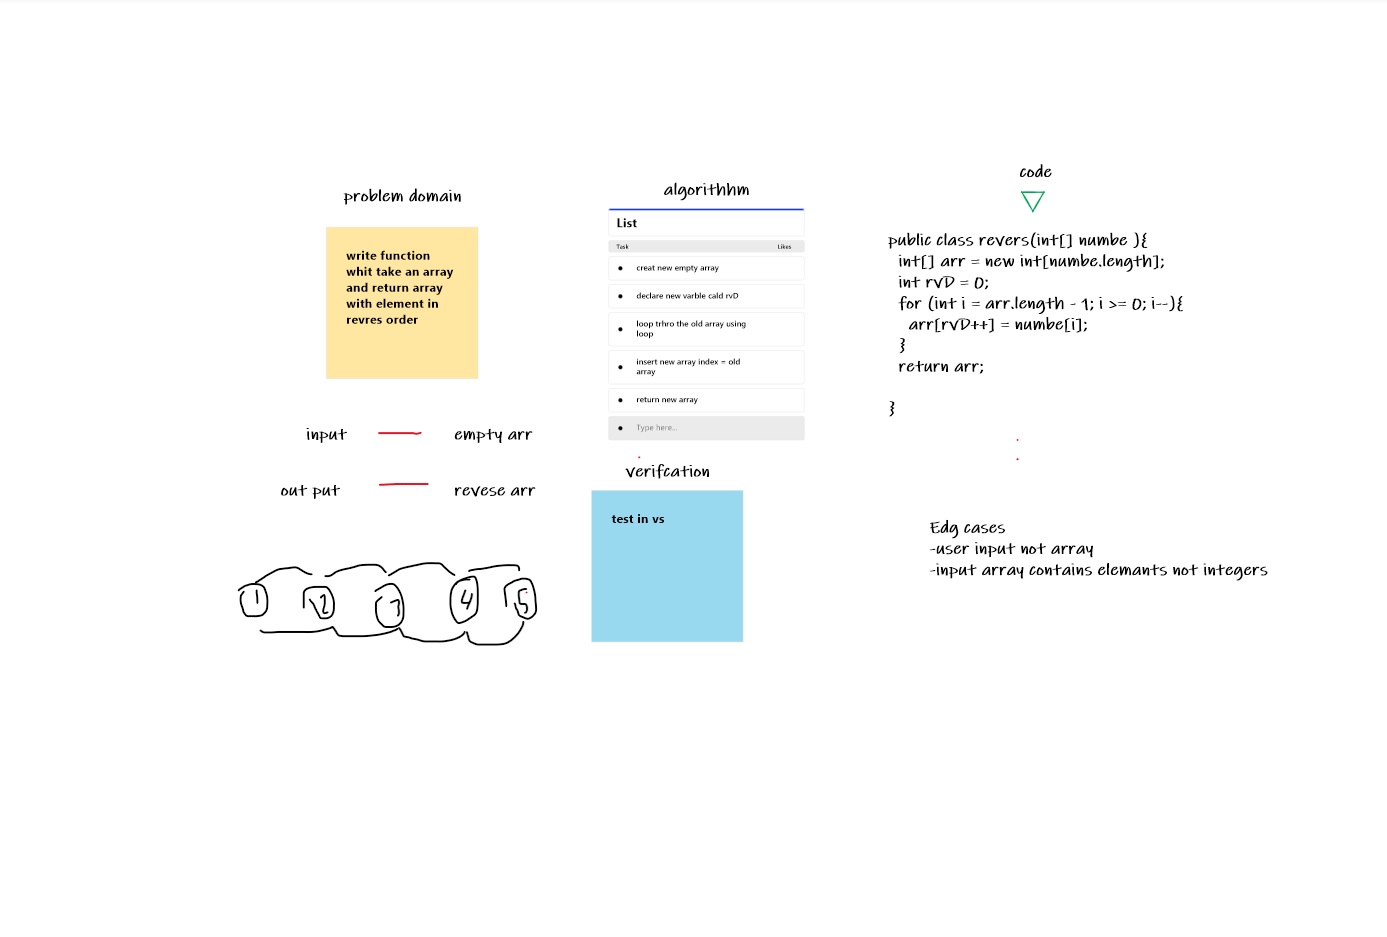 problem domain
write function
whit take an array
and return array
with element in
revres order
input
empty arr
out put
revese arr
1 2 3 4 5
algorithhm
List
Task Likes
creat new empty array
declare new varble cald rvD
loop trhro the old array using
loop
insert new array index = old
array
return new array
Type here...
verifcation
test in vs
code
public class revers(int[] numbe ){
int[] arr = new int[numbe.length];
int rvD = 0;
for (int i = arr.length - 1; i >= 0; i--){
arr[rvD++] = numbe[i];
}
return arr;
}
Edg cases
-user input not array
-input array contains elemants not integers